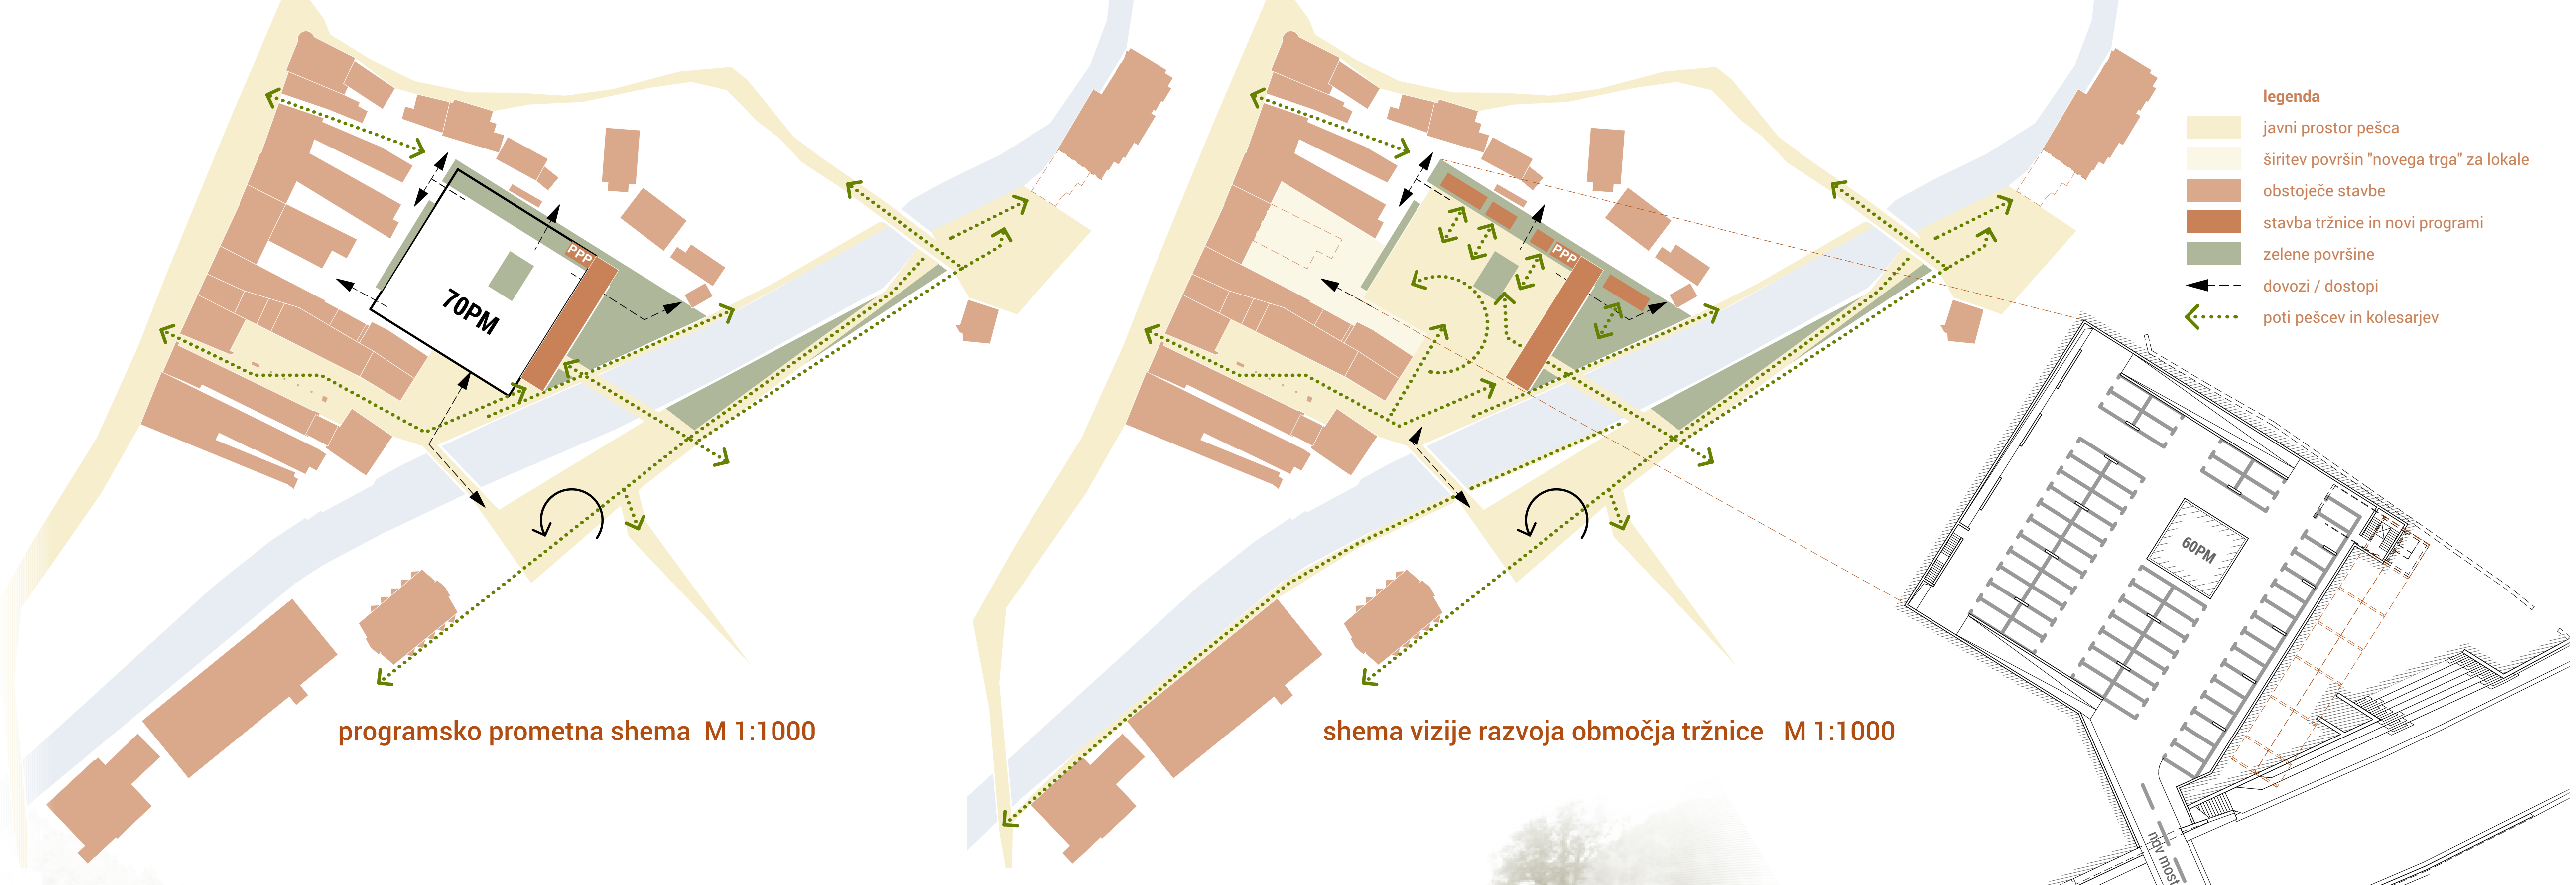 PPP
70PM
programsko prometna shema M 1:1000
PPP
shema vizije razvoja območja tržnice M 1:1000
legenda
javni prostor pešca
širitev površin "novega trga" za lokale
obstoječe stavbe
stavba tržnice in novi programi
zelene površine
dovozi / dostopi
poti pešcev in kolesarjev
60PM
nov most